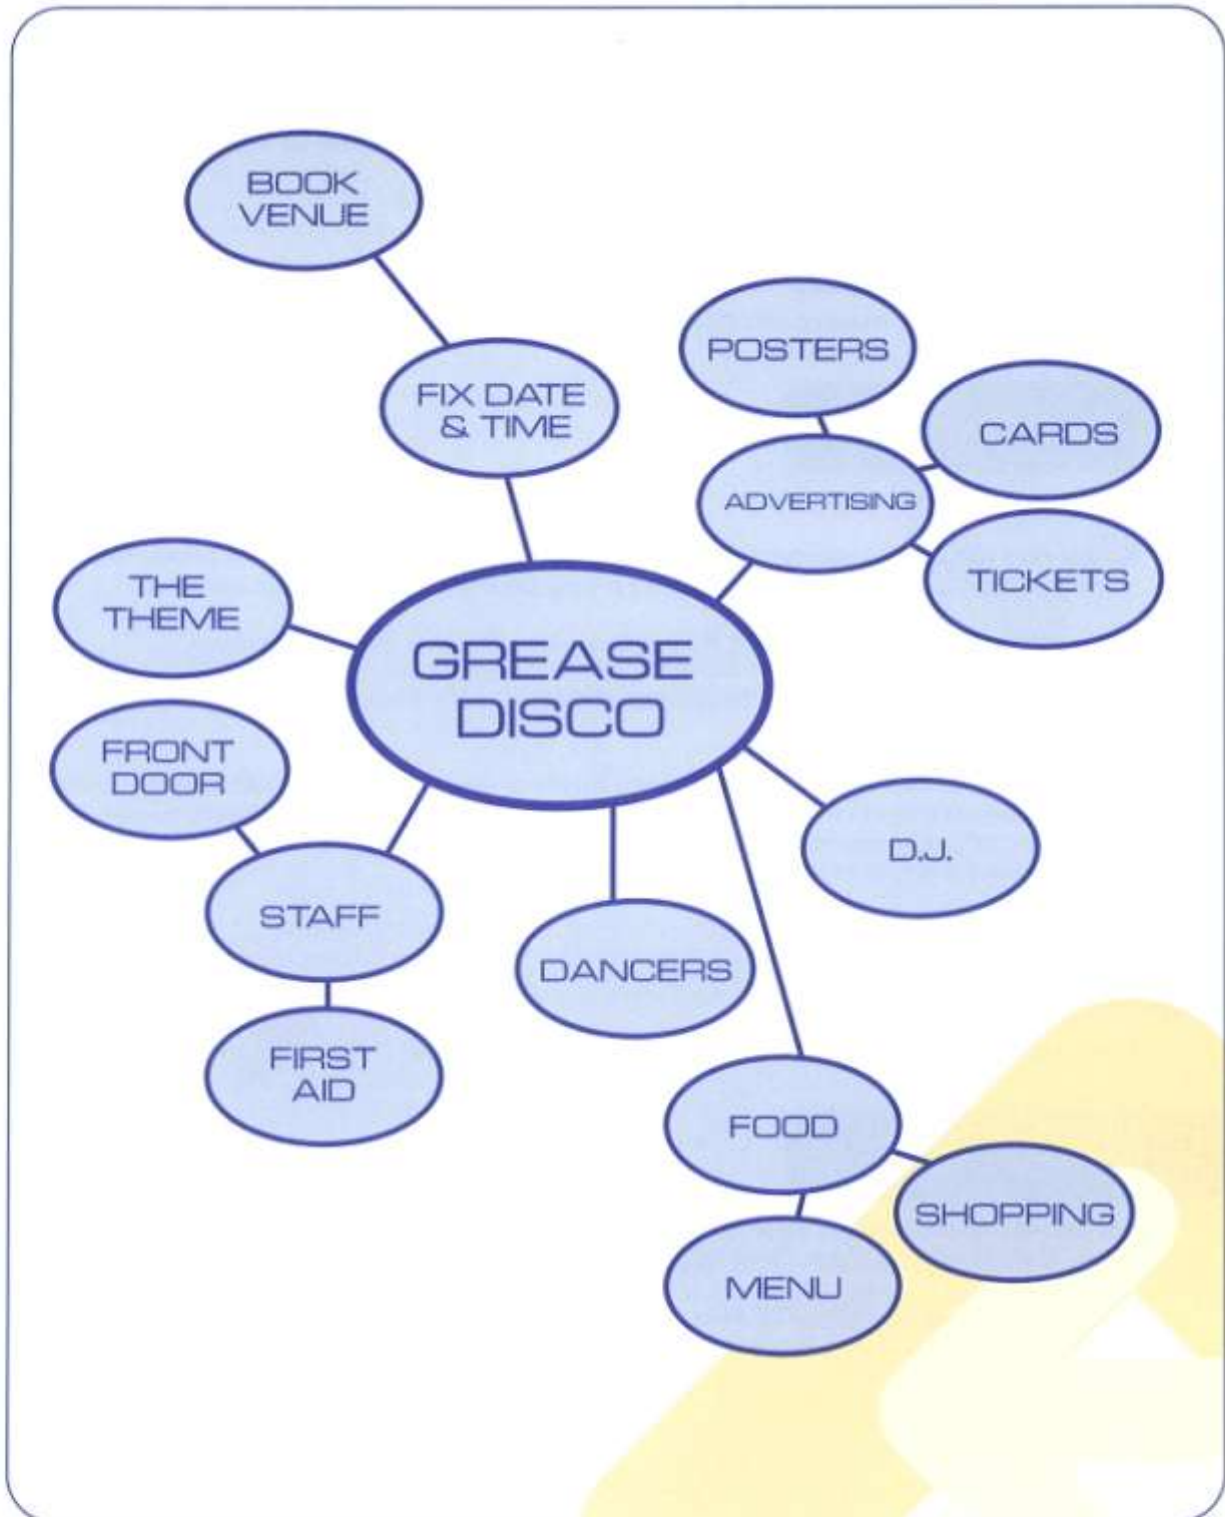 BOOK
VENUE
FIX DATE
& TIME
POSTERS
CARDS
ADVERTISING
TICKETS
THE
THEME
GREASE
DISCO
FRONT
DOOR
STAFF
FIRST
AID
DANCERS
D.J.
FOOD
SHOPPING
MENU